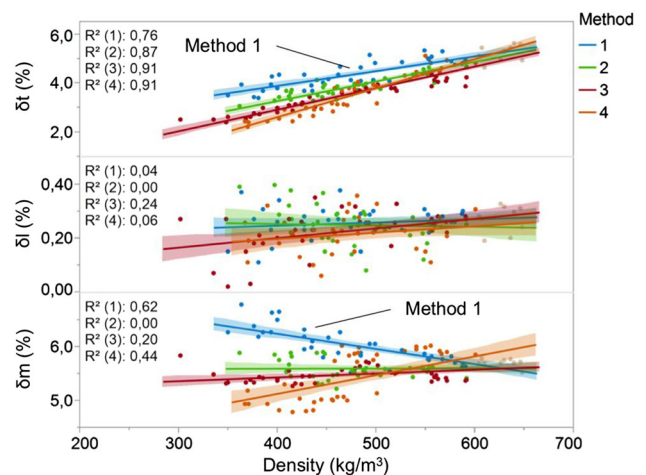 Method
1
2
3
4
6,0
4,0
2,0
δt (%)
R² (1): 0,76
R² (2): 0,87
R² (3): 0,91
R² (4): 0,91
Method 1
0,40
0,20
0,00
δl (%)
R² (1): 0,04
R² (2): 0,00
R² (3): 0,24
R² (4): 0,06
6,0
5,0
δm (%)
R² (1): 0,62
R² (2): 0,00
R² (3): 0,20
R² (4): 0,44
Method 1
200 300 400 500 600 700
Density (kg/m³)